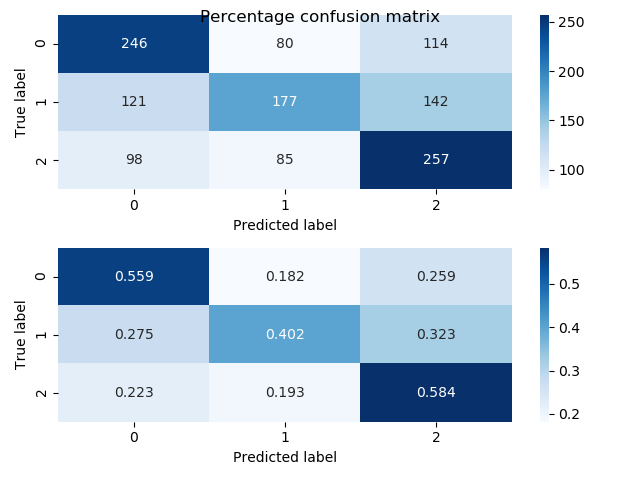 Percentage confusion matrix
True label
0 246 80 114
1 121 177 142
2 98 85 257
0 1 2
Predicted label
250
200
150
100
True label
0 0.559 0.182 0.259
1 0.275 0.402 0.323
2 0.223 0.193 0.584
0 1 2
Predicted label
0.5
0.4
0.3
0.2